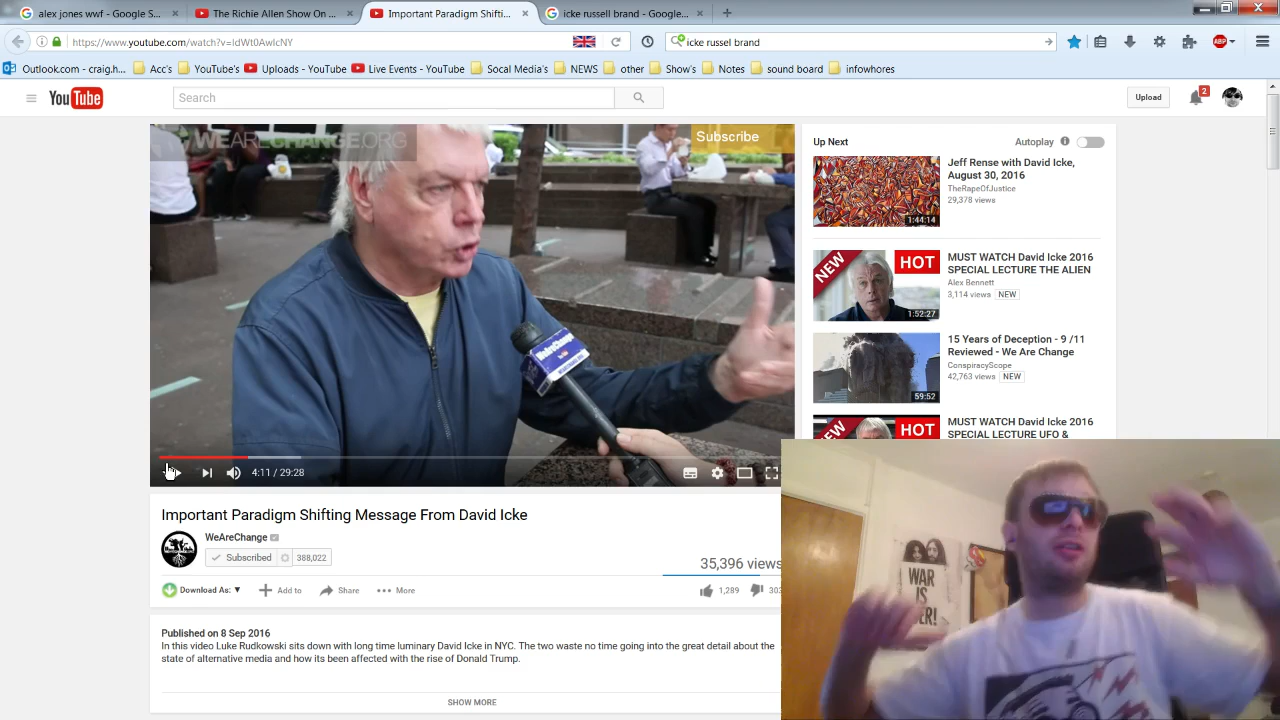 alex jones wwf - Google S...
The Richie Allen Show On ...
Important Paradigm Shifti...
icke russell brand - Google...
https://www.youtube.com/watch?v=IdWt0AwIcNY
icke russel brand
Outlook.com - craig.h...
Acc's
YouTube's
Uploads - YouTube
Live Events - YouTube
Socal Media's
NEWS
other
Show's
Notes
sound board
infowhores
YouTube
Search
Upload
2
WEARECHANGE.ORG
Subscribe
WeAreChange
4:11 / 29:28
Important Paradigm Shifting Message From David Icke
WeAreChange
Subscribed
388,022
35,396 views
Download As: ▼
Add to
Share
More
1,289
303
Published on 8 Sep 2016
In this video Luke Rudkowski sits down with long time luminary David Icke in NYC. The two waste no time going into the great detail about the
state of alternative media and how its been affected with the rise of Donald Trump.
SHOW MORE
Up Next
Autoplay
Jeff Rense with David Icke,
August 30, 2016
TheRapeOfJustice
29,378 views
1:44:14
NEW
HOT
MUST WATCH David Icke 2016
SPECIAL LECTURE THE ALIEN
Alex Bennett
3,114 views NEW
1:52:27
15 Years of Deception - 9 /11
Reviewed - We Are Change
ConspiracyScope
42,763 views NEW
59:52
HOT
MUST WATCH David Icke 2016
SPECIAL LECTURE UFO &
WAR
IS